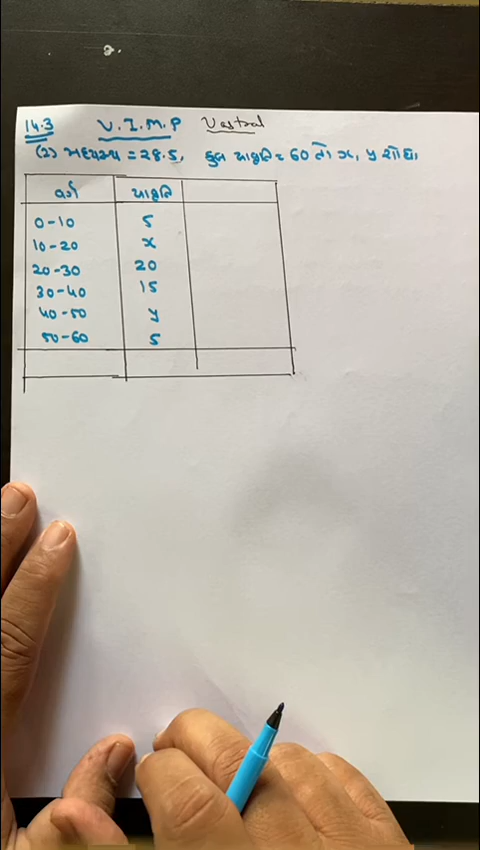 14.3 V.I.M.P Vastral
(2) મધ્યસ્થ = 28.5, કુલ આવૃત્તિ = 60 તો x, y શોધો.
વર્ગ આવૃત્તિ
0-10 5
10-20 x
20-30 20
30-40 15
40-50 y
50-60 5